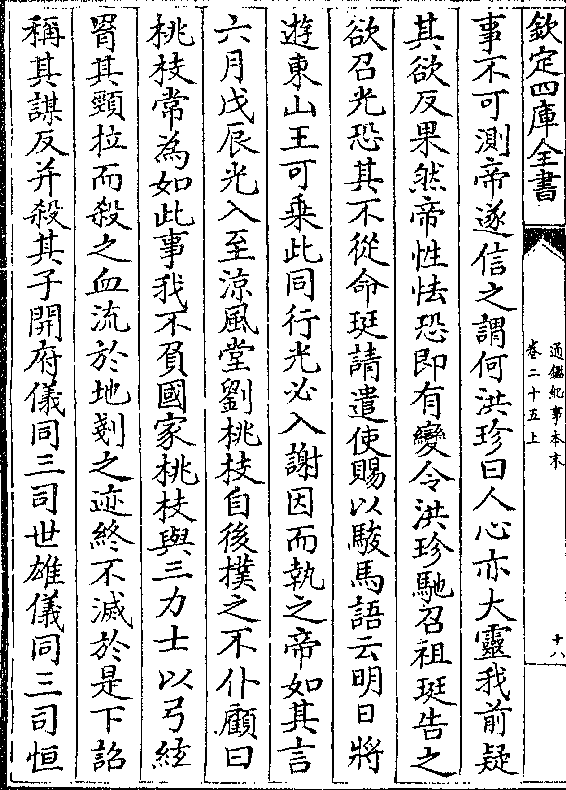 欽定四庫全書
通鑑紀事本末
卷二十五上
十八
事不可測帝遂信之謂何洪珍曰人心亦大靈我前疑
其欲反果然帝性怯恐即有變令洪珍馳召祖珽告之
欲召光恐其不從命珽請遣使賜以駿馬語云明日將
遊東山王可乗此同行光必入謝因而執之帝如其言
六月戊辰光入至涼風堂劉桃枝自後撲之不仆顧曰
桃枝常為如此事我不負國家桃枝與三力士以弓絰
罥其頸拉而殺之血流於地剗之迹終不滅於是下詔
稱其謀反并殺其子開府儀同三司世雄儀同三司恒